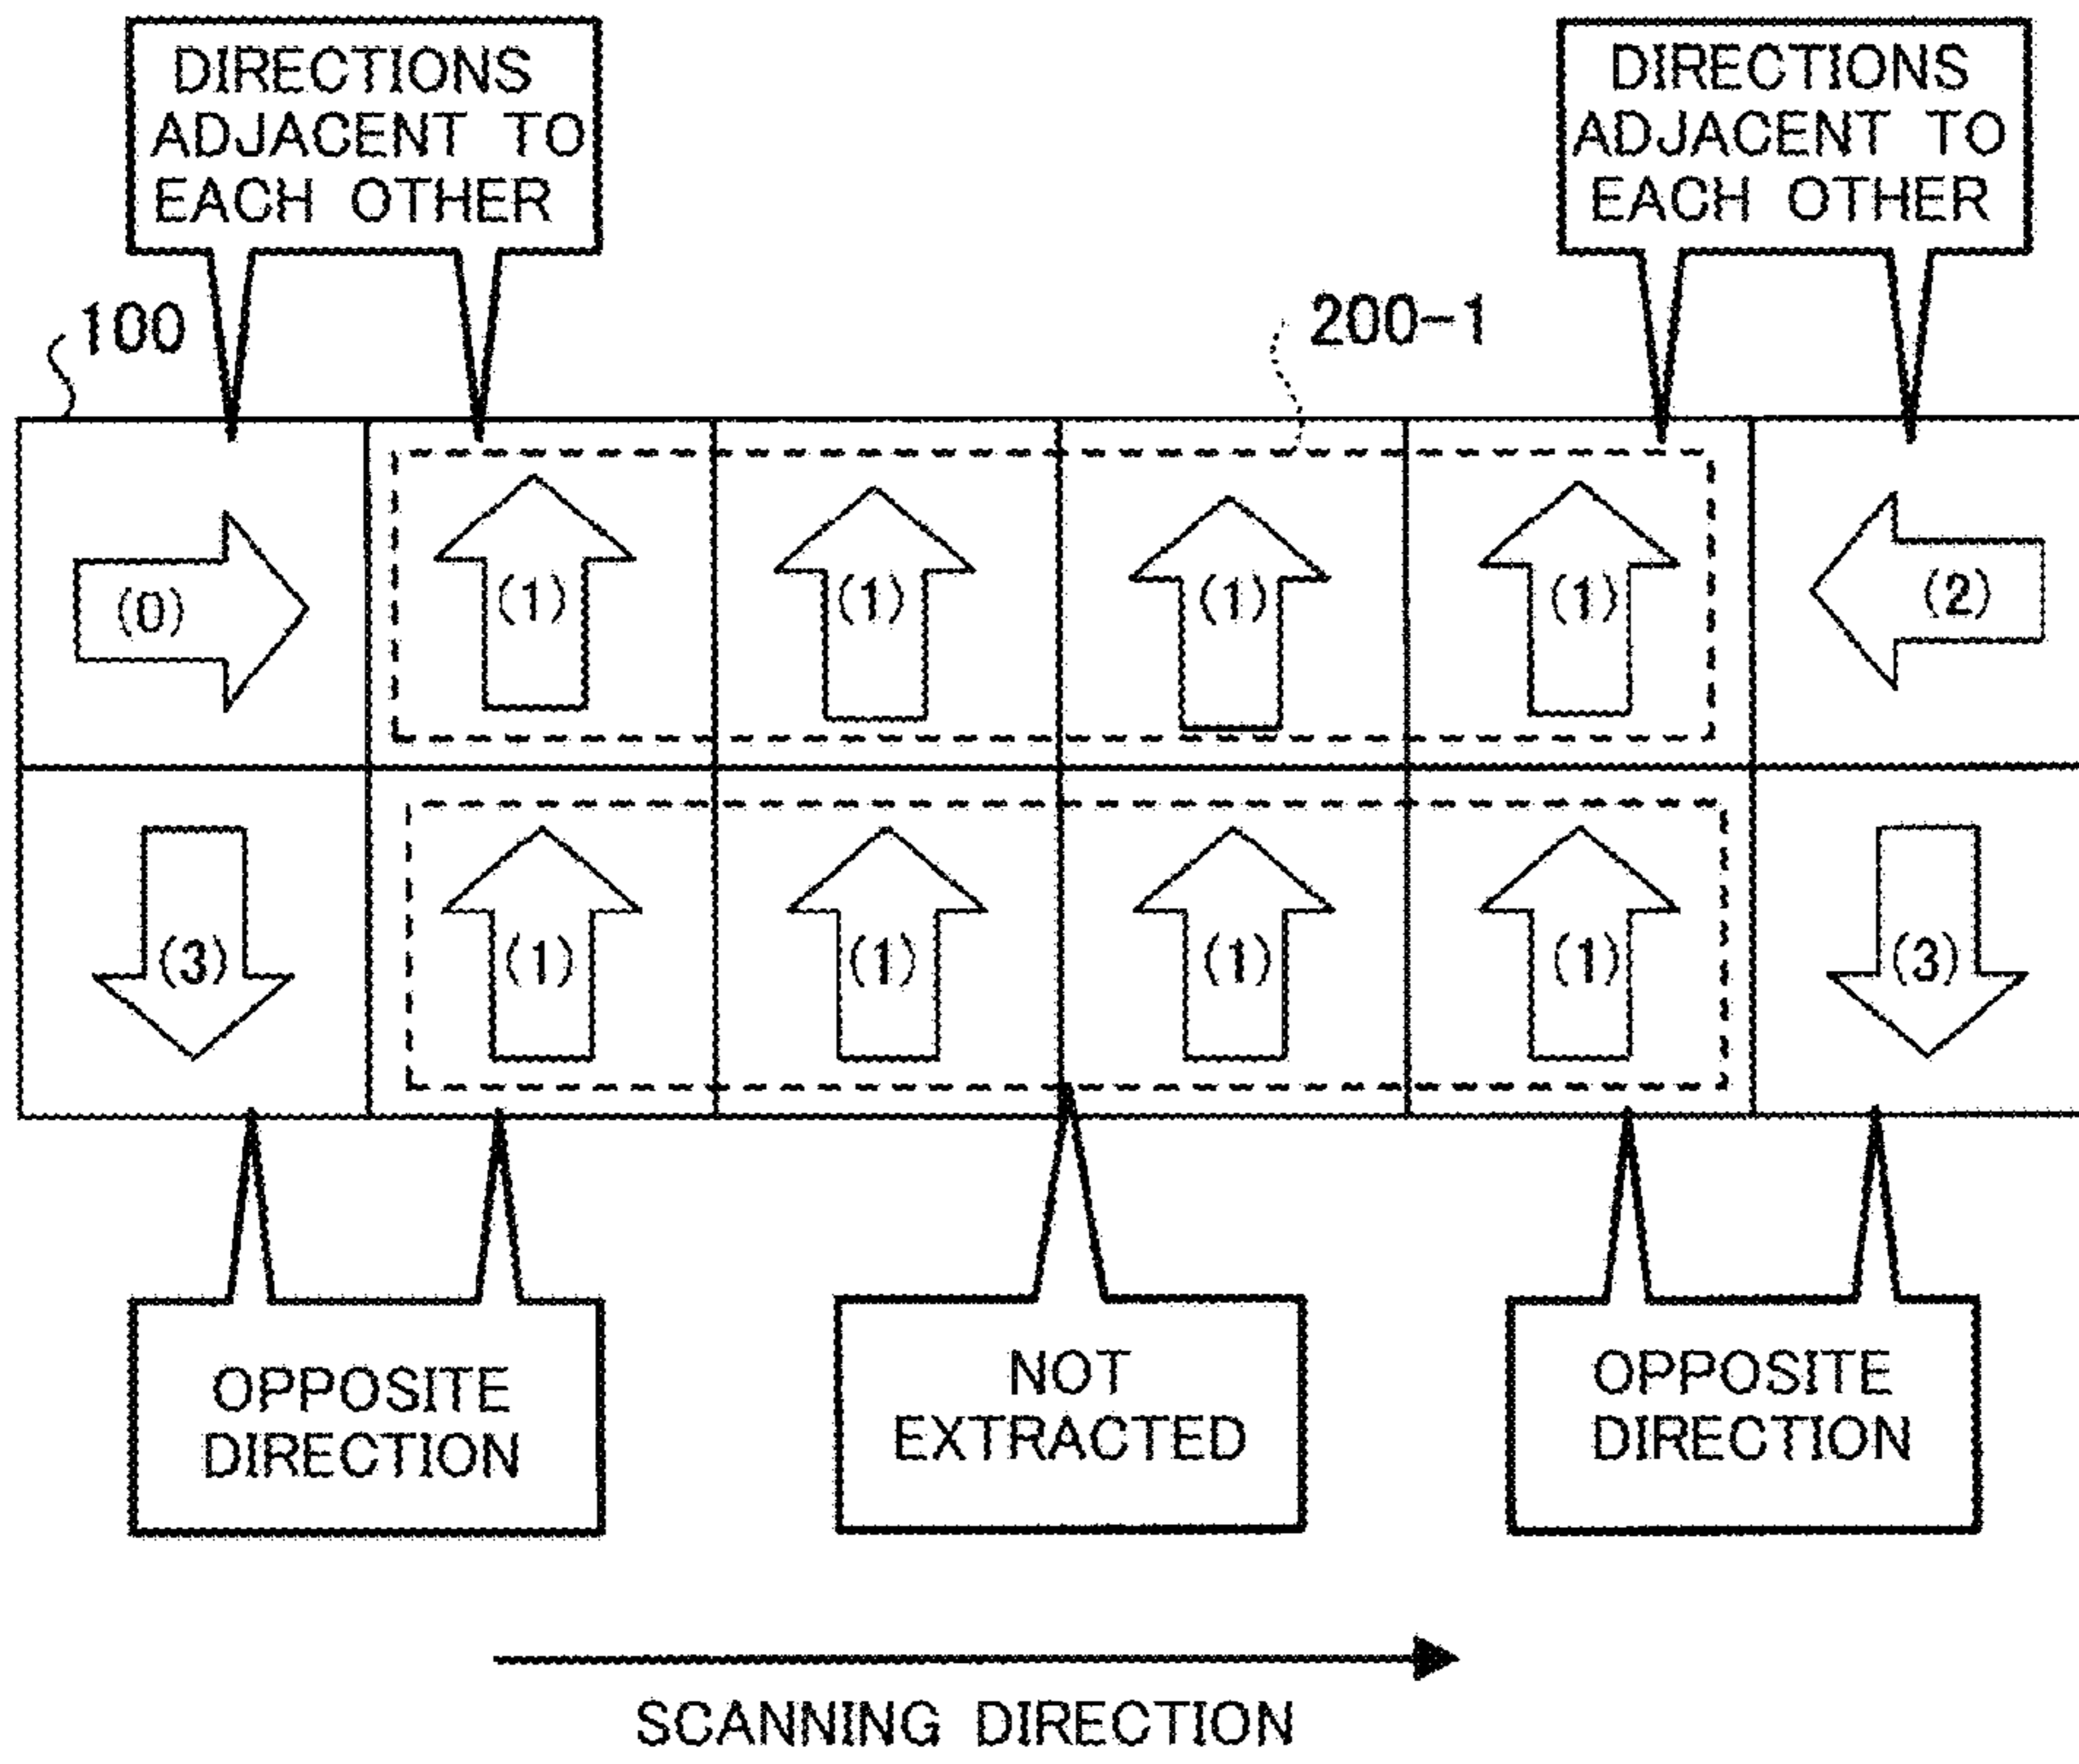 DIRECTIONS
ADJACENT TO
EACH OTHER
DIRECTIONS
ADJACENT TO
EACH OTHER
100
200-1
(0) (1) (1) (1) (1) (2)
(3) (1) (1) (1) (1) (3)
OPPOSITE
DIRECTION
NOT
EXTRACTED
OPPOSITE
DIRECTION
SCANNING DIRECTION